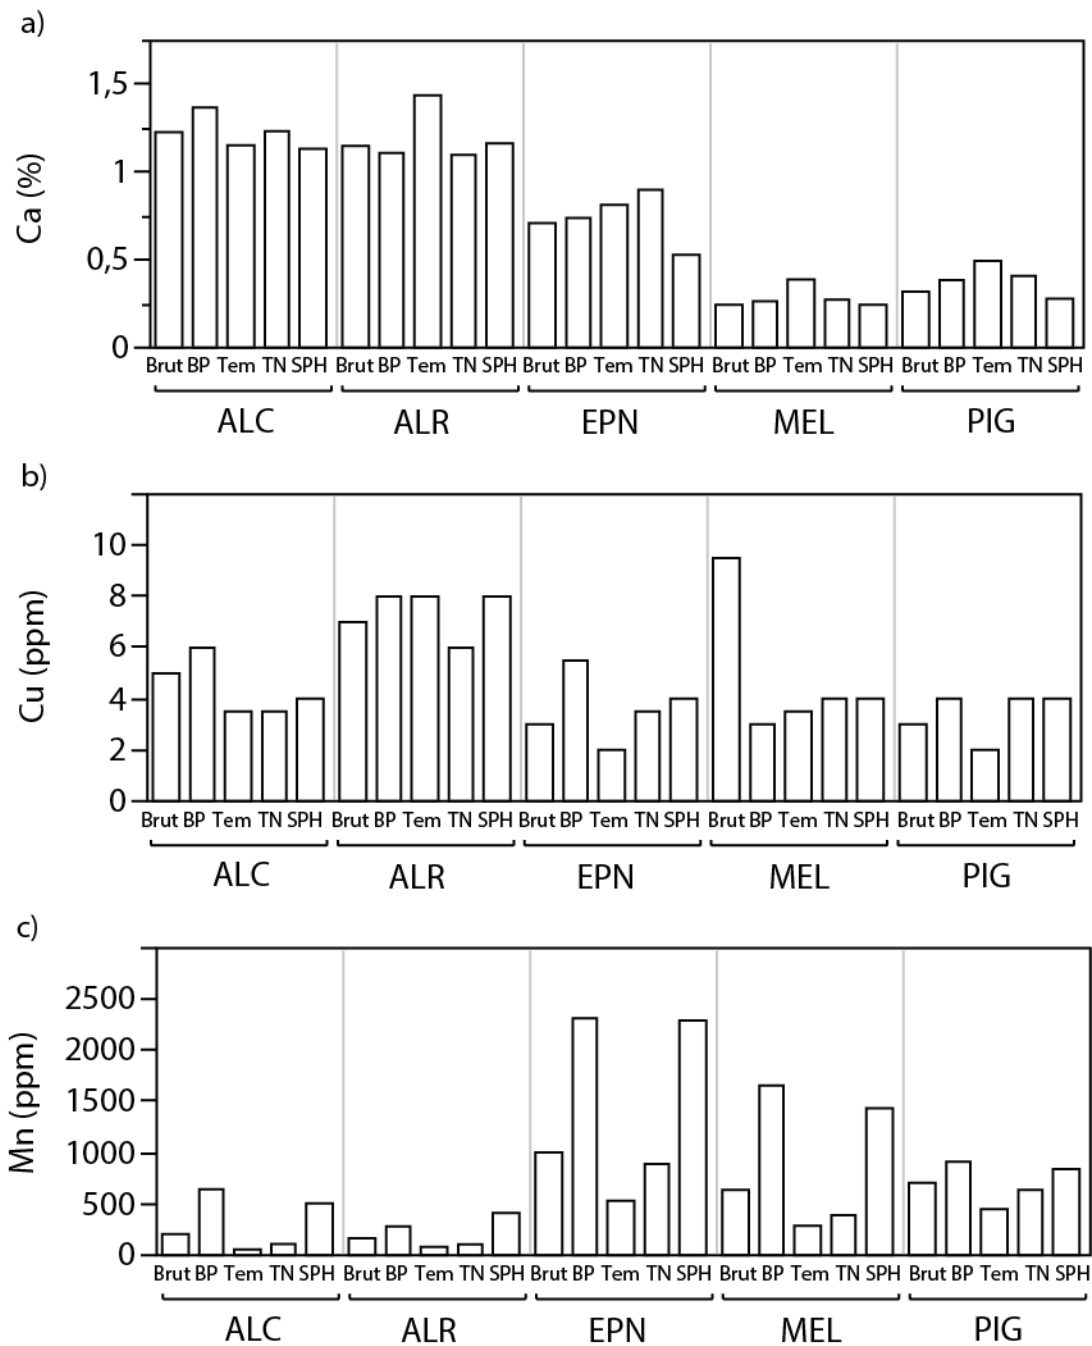 a)
Ca (%)
1,5
1
0,5
0
Brut BP Tem TN SPH Brut BP Tem TN SPH Brut BP Tem TN SPH Brut BP Tem TN SPH Brut BP Tem TN SPH
ALC ALR EPN MEL PIG
b)
Cu (ppm)
10
8
6
4
2
0
Brut BP Tem TN SPH Brut BP Tem TN SPH Brut BP Tem TN SPH Brut BP Tem TN SPH Brut BP Tem TN SPH
ALC ALR EPN MEL PIG
c)
Mn (ppm)
2500
2000
1500
1000
500
0
Brut BP Tem TN SPH Brut BP Tem TN SPH Brut BP Tem TN SPH Brut BP Tem TN SPH Brut BP Tem TN SPH
ALC ALR EPN MEL PIG